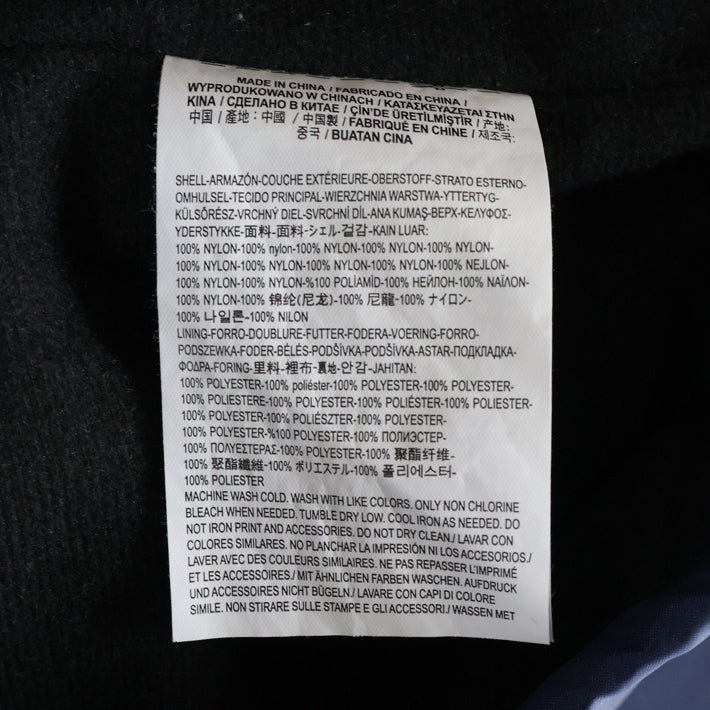 MADE IN CHINA / FABRICADO EN CHINA /
WYPRODUKOWANO W CHINACH / ΚΑΤΑΣΚΕΥΑΖΕΤΑΙ ΣΤΗΝ
ΚΙΝΑ / СДЕЛАНО В КИТАЕ / ÇİN'DE ÜRETİLMİŞTİR / 产地:
中国 / 產地: 中國 / 中国製 / FABRIQUÉ EN CHINE / 제조국:
중국 / BUATAN CINA
SHELL-ARMAZÓN-COUCHE EXTÉRIEURE-OBERSTOFF-STRATO ESTERNO-
OMHULSEL-TECIDO PRINCIPAL-WIERZCHNIA WARSTWA-YTTERTYG-
KÜLSŐRÉSZ-VRCHNÝ DIEL-SVRCHNÍ DÍL-ANA KUMAŞ-ВЕРХ-ΚΕΛΥΦΟΣ-
YDERSTYKKE-面料-面料-シェル-겉감-KAIN LUAR:
100% NYLON-100% nylon-100% NYLON-100% NYLON-100% NYLON-
100% NYLON-100% NYLON-100% NYLON-100% NYLON-100% NEJLON-
100% NYLON-100% NYLON-%100 POLİAMİD-100% НЕЙЛОН-100% ΝΑΪΛΟΝ-
100% NYLON-100% 锦纶(尼龙)-100% 尼龍-100% ナイロン-
100% 나일론-100% NILON
LINING-FORRO-DOUBLURE-FUTTER-FODERA-VOERING-FORRO-
PODSZEWKA-FODER-BÉLÉS-PODŠÍVKA-PODŠÍVKA-ASTAR-ПОДКЛАДКА-
ΦΟΔΡΑ-FORING-里料-裡布-裏地-안감-JAHITAN:
100% POLYESTER-100% poliéster-100% POLYESTER-100% POLYESTER-
100% POLIESTERE-100% POLYESTER-100% POLIÉSTER-100% POLIESTER-
100% POLYESTER-100% POLIÉSZTER-100% POLYESTER-
100% POLYESTER-%100 POLYESTER-100% ПОЛИЭСТЕР-
100% ΠΟΛΥΕΣΤΕΡΑΣ-100% POLYESTER-100% 聚酯纤维-
100% 聚酯纖維-100% ポリエステル-100% 폴리에스터-
100% POLIESTER
MACHINE WASH COLD. WASH WITH LIKE COLORS. ONLY NON CHLORINE
BLEACH WHEN NEEDED. TUMBLE DRY LOW. COOL IRON AS NEEDED. DO
NOT IRON PRINT AND ACCESSORIES. DO NOT DRY CLEAN./ LAVAR CON
COLORES SIMILARES. NO PLANCHAR LA IMPRESIÓN NI LOS ACCESORIOS./
LAVER AVEC DES COULEURS SIMILAIRES. NE PAS REPASSER L'IMPRIMÉ
ET LES ACCESSOIRES./ MIT ÄHNLICHEN FARBEN WASCHEN. AUFDRUCK
UND ACCESSOIRES NICHT BÜGELN./ LAVARE CON CAPI DI COLORE
SIMILE. NON STIRARE SULLE STAMPE E GLI ACCESSORI./ WASSEN MET